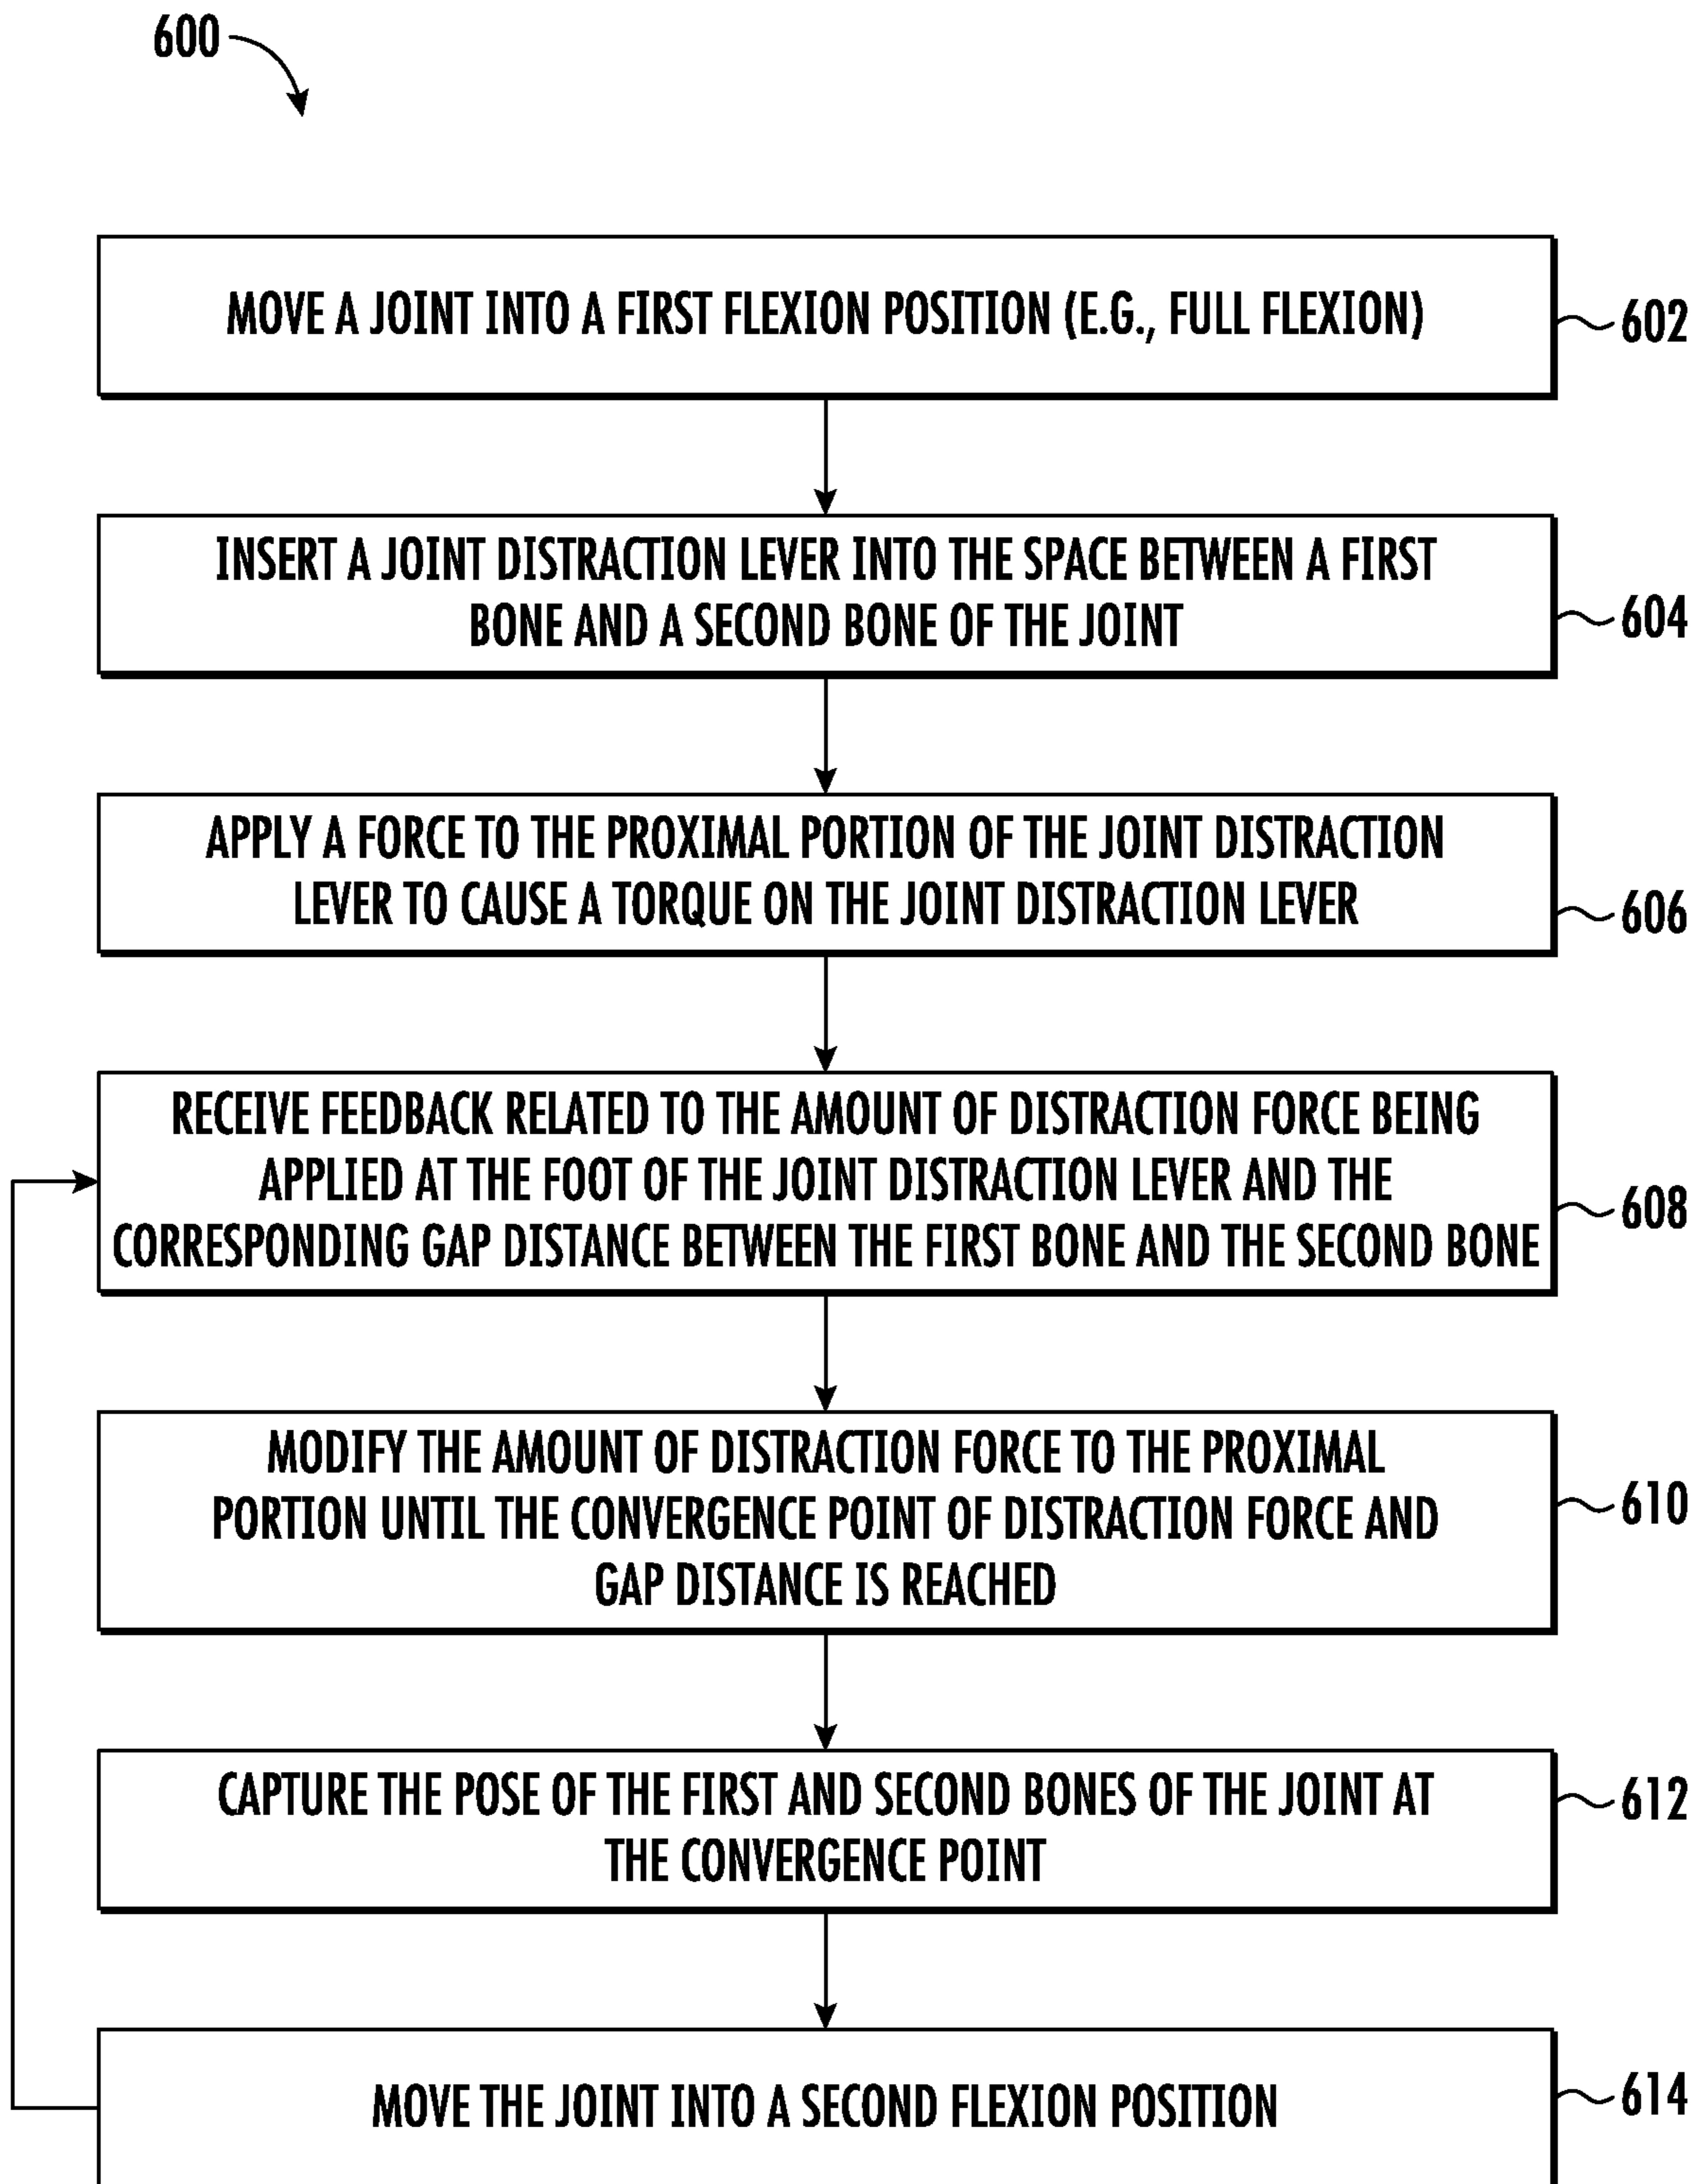 600
MOVE A JOINT INTO A FIRST FLEXION POSITION (E.G., FULL FLEXION)
602
INSERT A JOINT DISTRACTION LEVER INTO THE SPACE BETWEEN A FIRST
BONE AND A SECOND BONE OF THE JOINT
604
APPLY A FORCE TO THE PROXIMAL PORTION OF THE JOINT DISTRACTION
LEVER TO CAUSE A TORQUE ON THE JOINT DISTRACTION LEVER
606
RECEIVE FEEDBACK RELATED TO THE AMOUNT OF DISTRACTION FORCE BEING
APPLIED AT THE FOOT OF THE JOINT DISTRACTION LEVER AND THE
CORRESPONDING GAP DISTANCE BETWEEN THE FIRST BONE AND THE SECOND BONE
608
MODIFY THE AMOUNT OF DISTRACTION FORCE TO THE PROXIMAL
PORTION UNTIL THE CONVERGENCE POINT OF DISTRACTION FORCE AND
GAP DISTANCE IS REACHED
610
CAPTURE THE POSE OF THE FIRST AND SECOND BONES OF THE JOINT AT
THE CONVERGENCE POINT
612
MOVE THE JOINT INTO A SECOND FLEXION POSITION
614